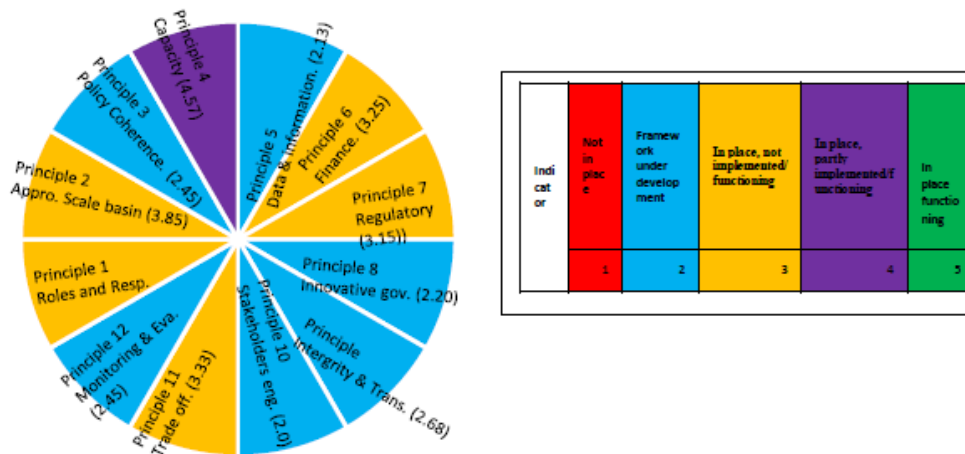 Principle 4
Capacity (4.57)
Principle 5
Data & information. (2.13)
Principle 6
Finance. (3.25)
Principle 7
Regulatory
(3.15))
Principle 8
Innovative gov. (2.20)
Principle
Intergrity & Trans. (2.68)
Principle 10
Stakeholders eng. (2.0)
Principle 11
Trade off. (3.33)
Principle 12
Monitoring & Eva.
(2.45)
Principle 1
Roles and Resp.
Principle 2
Appro. Scale basin (3.85)
Principle 3
Policy Coherence. (2.45)
Indi
cat
or
Not
in
plac
e
Framew
ork
under
develop
ment
In place, not
implemented/
functioning
In place,
partly
implemented/f
unctioning
In
place
functio
ning
1
2
3
4
5